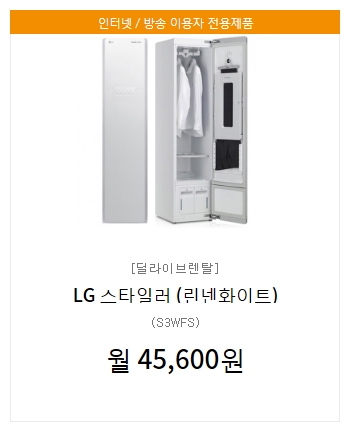 인터넷 / 방송 이용자 전용제품
[딜라이브렌탈]
LG 스타일러 (린넨화이트)
(S3WFS)
월 45,600원